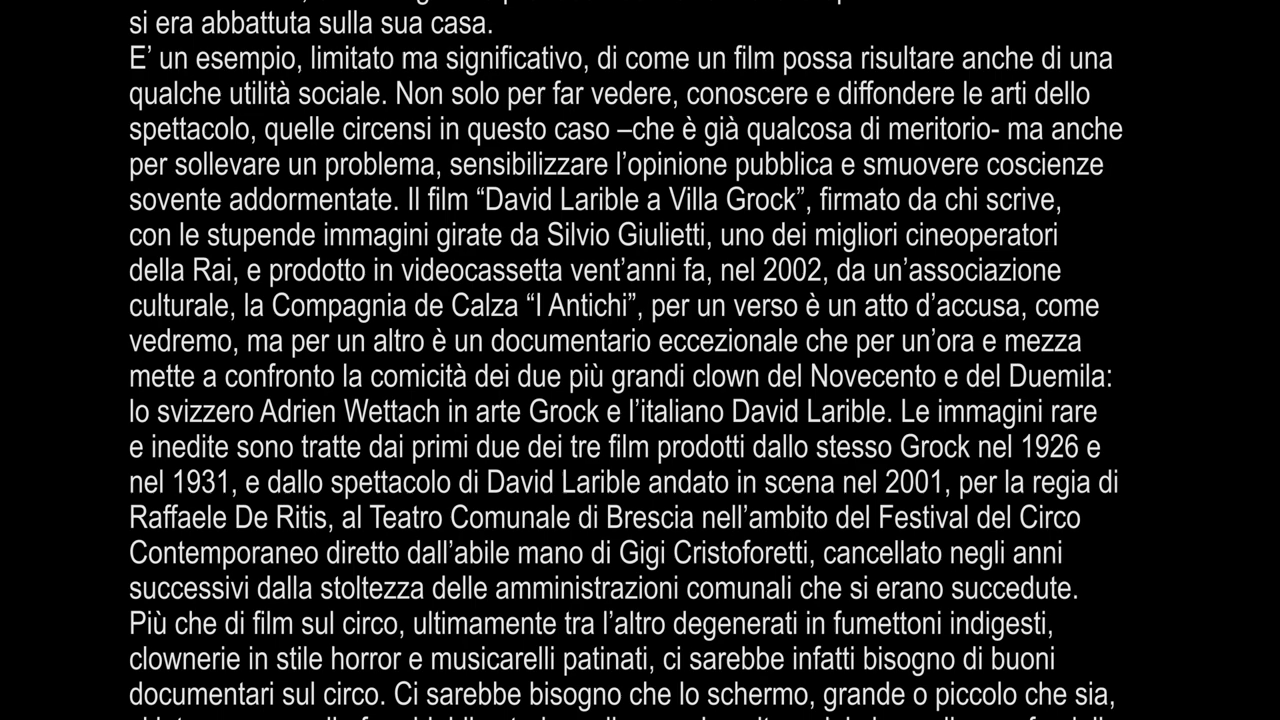 si era abbattuta sulla sua casa.
E’ un esempio, limitato ma significativo, di come un film possa risultare anche di una
qualche utilità sociale. Non solo per far vedere, conoscere e diffondere le arti dello
spettacolo, quelle circensi in questo caso –che è già qualcosa di meritorio- ma anche
per sollevare un problema, sensibilizzare l’opinione pubblica e smuovere coscienze
sovente addormentate. Il film “David Larible a Villa Grock”, firmato da chi scrive,
con le stupende immagini girate da Silvio Giulietti, uno dei migliori cineoperatori
della Rai, e prodotto in videocassetta vent’anni fa, nel 2002, da un’associazione
culturale, la Compagnia de Calza “I Antichi”, per un verso è un atto d’accusa, come
vedremo, ma per un altro è un documentario eccezionale che per un’ora e mezza
mette a confronto la comicità dei due più grandi clown del Novecento e del Duemila:
lo svizzero Adrien Wettach in arte Grock e l’italiano David Larible. Le immagini rare
e inedite sono tratte dai primi due dei tre film prodotti dallo stesso Grock nel 1926 e
nel 1931, e dallo spettacolo di David Larible andato in scena nel 2001, per la regia di
Raffaele De Ritis, al Teatro Comunale di Brescia nell’ambito del Festival del Circo
Contemporaneo diretto dall’abile mano di Gigi Cristoforetti, cancellato negli anni
successivi dalla stoltezza delle amministrazioni comunali che si erano succedute.
Più che di film sul circo, ultimamente tra l’altro degenerati in fumettoni indigesti,
clownerie in stile horror e musicarelli patinati, ci sarebbe infatti bisogno di buoni
documentari sul circo. Ci sarebbe bisogno che lo schermo, grande o piccolo che sia,